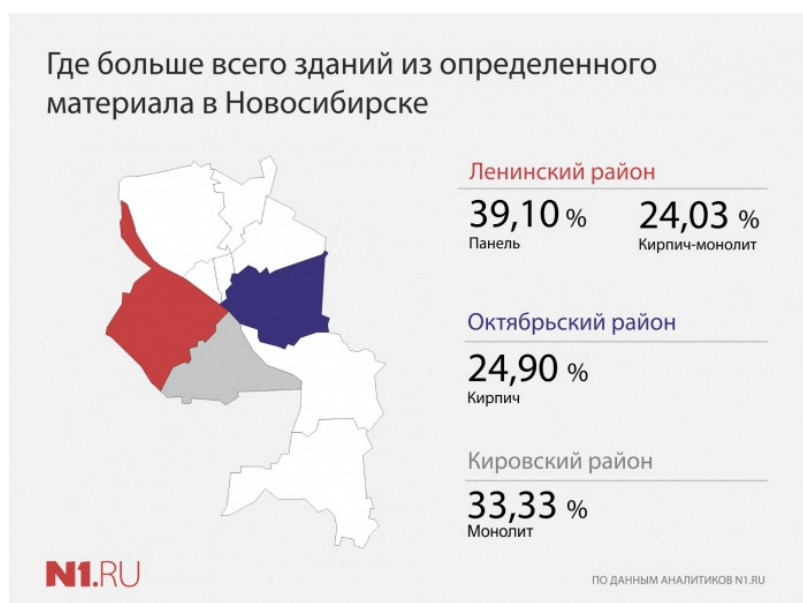 Где больше всего зданий из определенного
материала в Новосибирске
Ленинский район
39,10 %
Панель
24,03 %
Кирпич-монолит
Октябрьский район
24,90 %
Кирпич
Кировский район
33,33 %
Монолит
N1.RU
ПО ДАННЫМ АНАЛИТИКОВ N1.RU